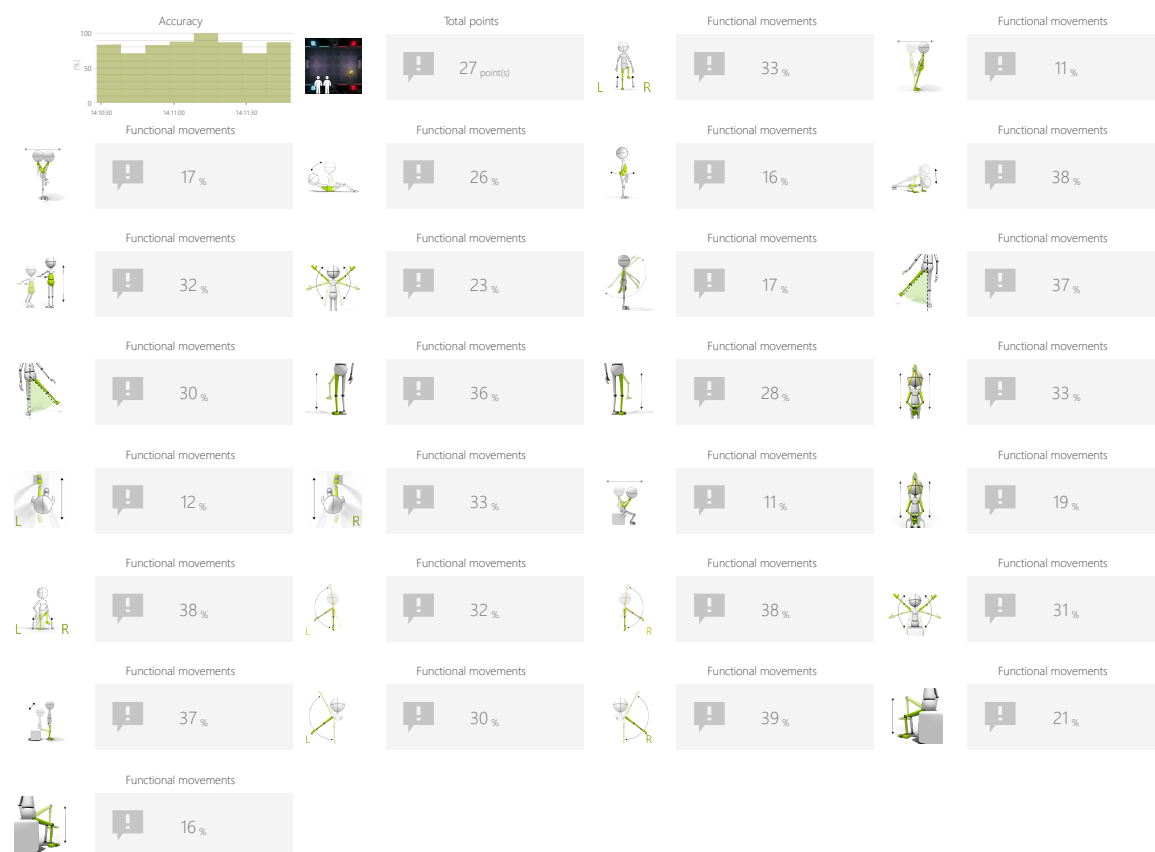 Accuracy
100
(%)
50
0
14:10:30
14:11:00
14:11:30
Total points
27 point(s)
Functional movements
L R
33 %
Functional movements
11 %
Functional movements
17 %
Functional movements
26 %
Functional movements
16 %
Functional movements
38 %
Functional movements
32 %
Functional movements
23 %
Functional movements
17 %
Functional movements
37 %
Functional movements
30 %
Functional movements
36 %
Functional movements
28 %
Functional movements
33 %
Functional movements
L
12 %
Functional movements
R
33 %
Functional movements
11 %
Functional movements
19 %
Functional movements
L R
38 %
Functional movements
L
32 %
Functional movements
R
38 %
Functional movements
31 %
Functional movements
37 %
Functional movements
L
30 %
Functional movements
R
39 %
Functional movements
21 %
Functional movements
16 %